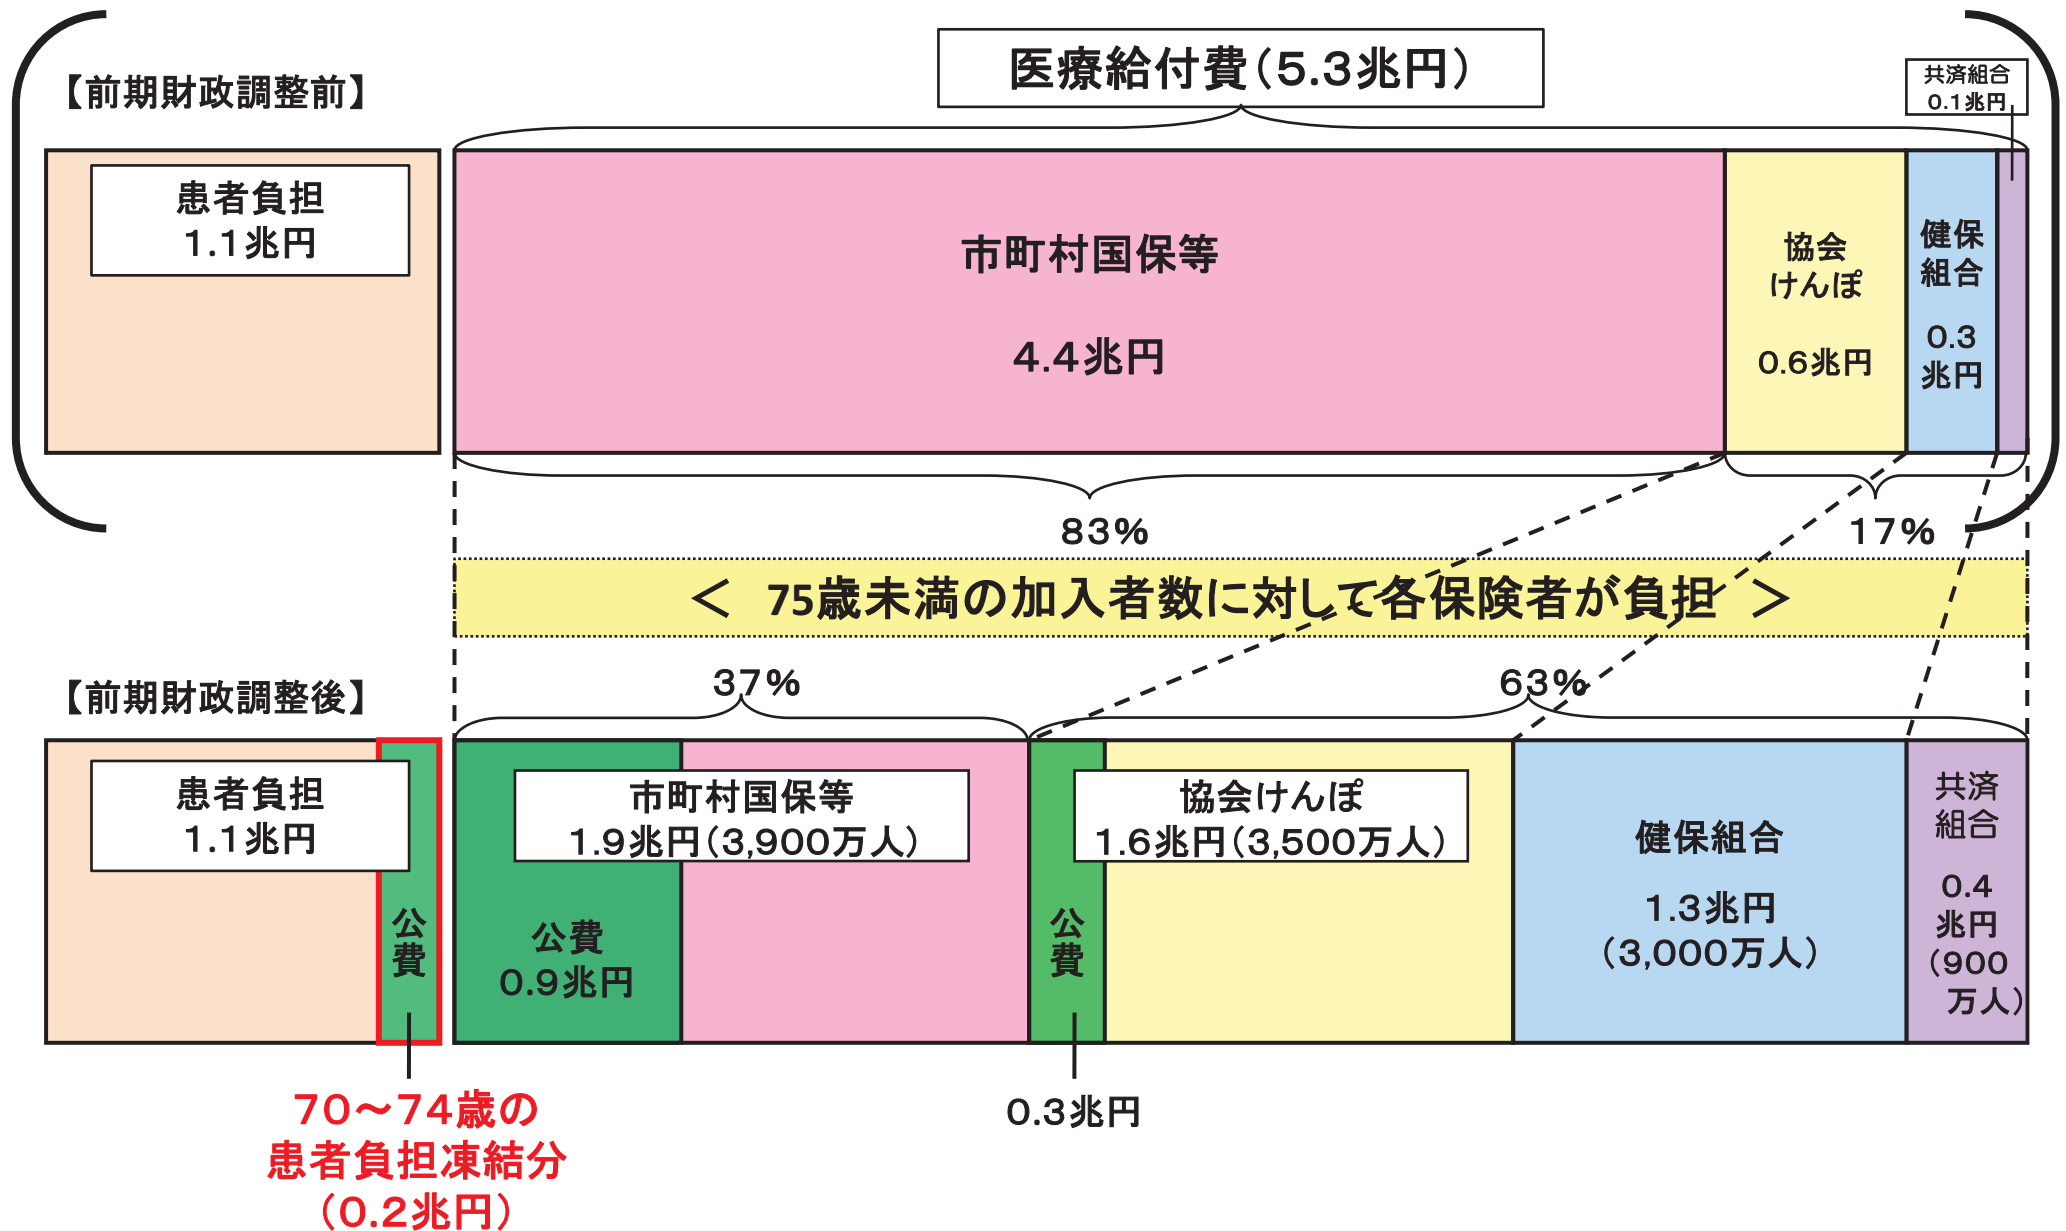 【前期財政調整前】
医療給付費（5.3兆円）
共済組合
0.1兆円
患者負担
1.1兆円
市町村国保等
4.4兆円
協会
けんぽ
0.6兆円
健保
組合
0.3
兆円
83%
17%
＜ 75歳未満の加入者数に対して各保険者が負担 ＞
【前期財政調整後】
37%
63%
患者負担
1.1兆円
公費
市町村国保等
1.9兆円（3,900万人）
公費
0.9兆円
公費
協会けんぽ
1.6兆円（3,500万人）
健保組合
1.3兆円
（3,000万人）
共済
組合
0.4
兆円
（900
万人）
70～74歳の
患者負担凍結分
（0.2兆円）
0.3兆円